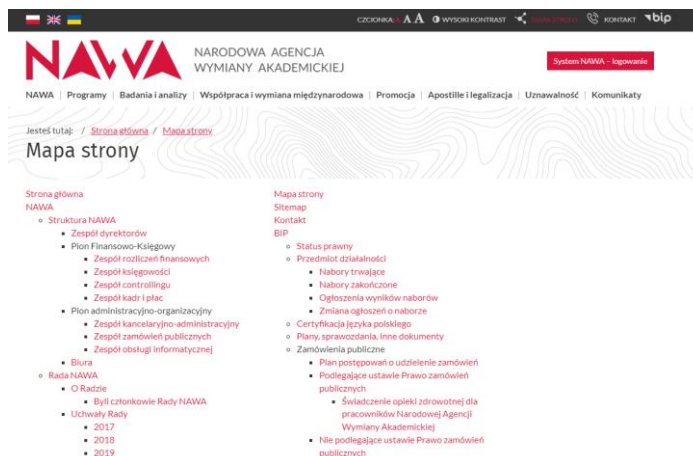 CZCIONKA: A A A WYSOKI KONTRAST MAPA STRONY KONTAKT bip
NAWA NARODOWA AGENCJA
WYMIANY AKADEMICKIEJ
System NAWA – logowanie
NAWA | Programy | Badania i analizy | Współpraca i wymiana międzynarodowa | Promocja | Apostille i legalizacja | Uznawalność | Komunikaty
Jesteś tutaj: / Strona główna / Mapa strony
Mapa strony
Strona główna
NAWA
Struktura NAWA
Zespół dyrektorów
Pion Finansowo-Księgowy
Zespół rozliczeń finansowych
Zespół księgowości
Zespół controllingu
Zespół kadr i płac
Pion administracyjno-organizacyjny
Zespół kancelaryjno-administracyjny
Zespół zamówień publicznych
Zespół obsługi informatycznej
Biura
Rada NAWA
O Radzie
Byli członkowie Rady NAWA
Uchwały Rady
2017
2018
2019
Mapa strony
Sitemap
Kontakt
BIP
Status prawny
Przedmiot działalności
Nabory trwające
Nabory zakończone
Ogłoszenia wyników naborów
Zmiana ogłoszeń o naborze
Certyfikacja języka polskiego
Plany, sprawozdania, inne dokumenty
Zamówienia publiczne
Plan postępowań o udzielenie zamówień
Podlegające ustawie Prawo zamówień
publicznych
Świadczenie opieki zdrowotnej dla
pracowników Narodowej Agencji
Wymiany Akademickiej
Nie podlegające ustawie Prawo zamówień
publicznych